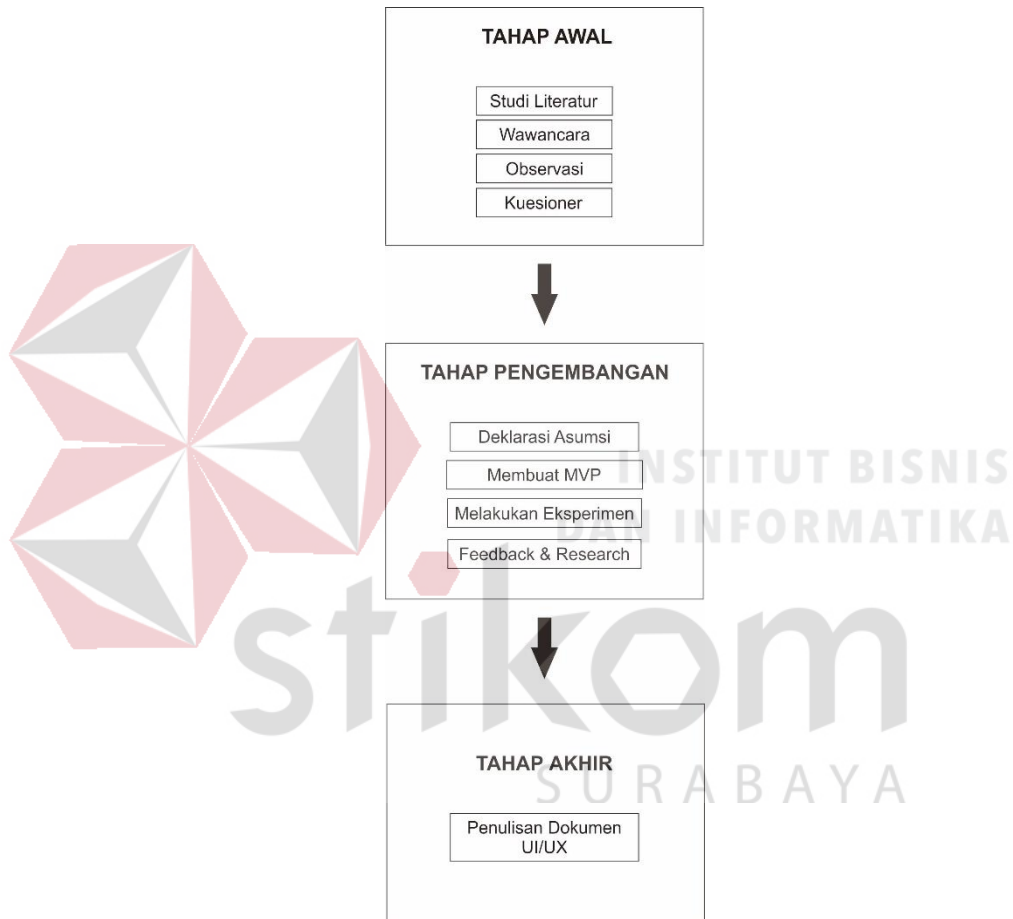 TAHAP AWAL
Studi Literatur
Wawancara
Observasi
Kuesioner
TAHAP PENGEMBANGAN
Deklarasi Asumsi
Membuat MVP
Melakukan Eksperimen
Feedback & Research
INSTITUT BISNIS
DAN INFORMATIKA
stikom
SURABAYA
TAHAP AKHIR
Penulisan Dokumen
UI/UX